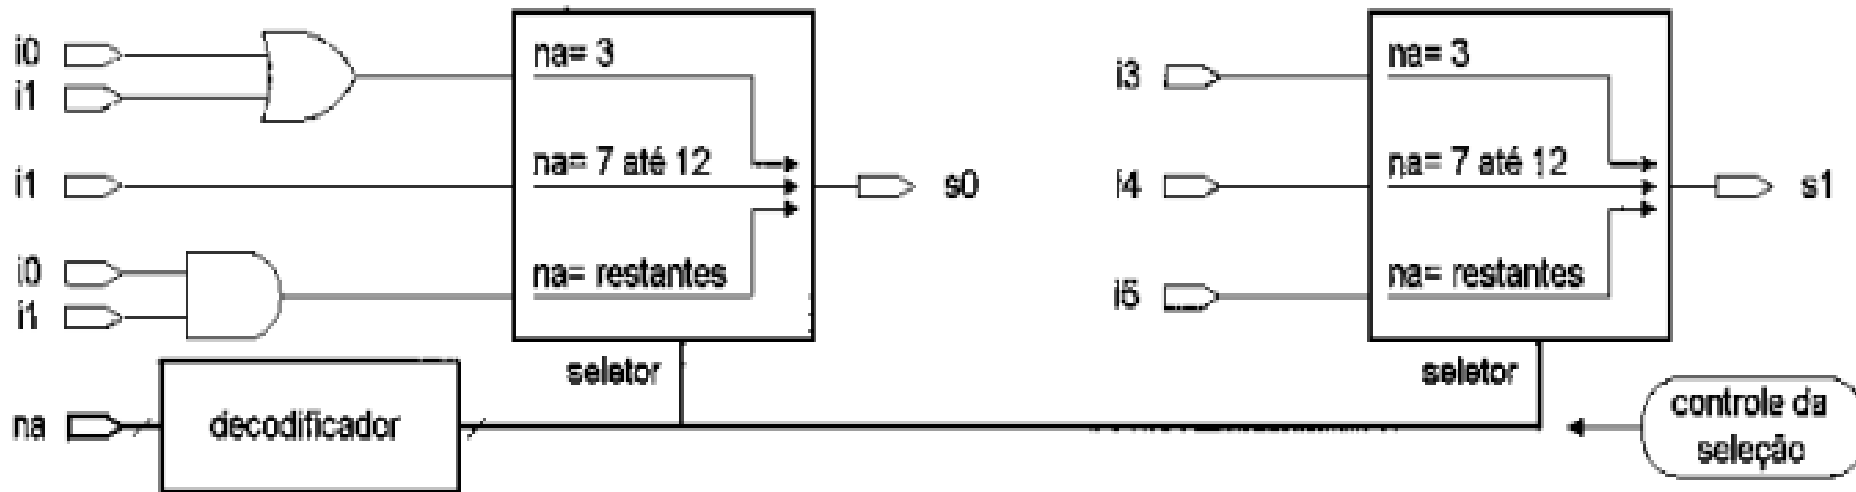 i0
i1
i1
i0
i1
na= 3
na= 7 até 12
na= restantes
s0
seletor
na
decodificador
i3
i4
na= 3
na= 7 até 12
na= restantes
s1
seletor
controle da
seleção